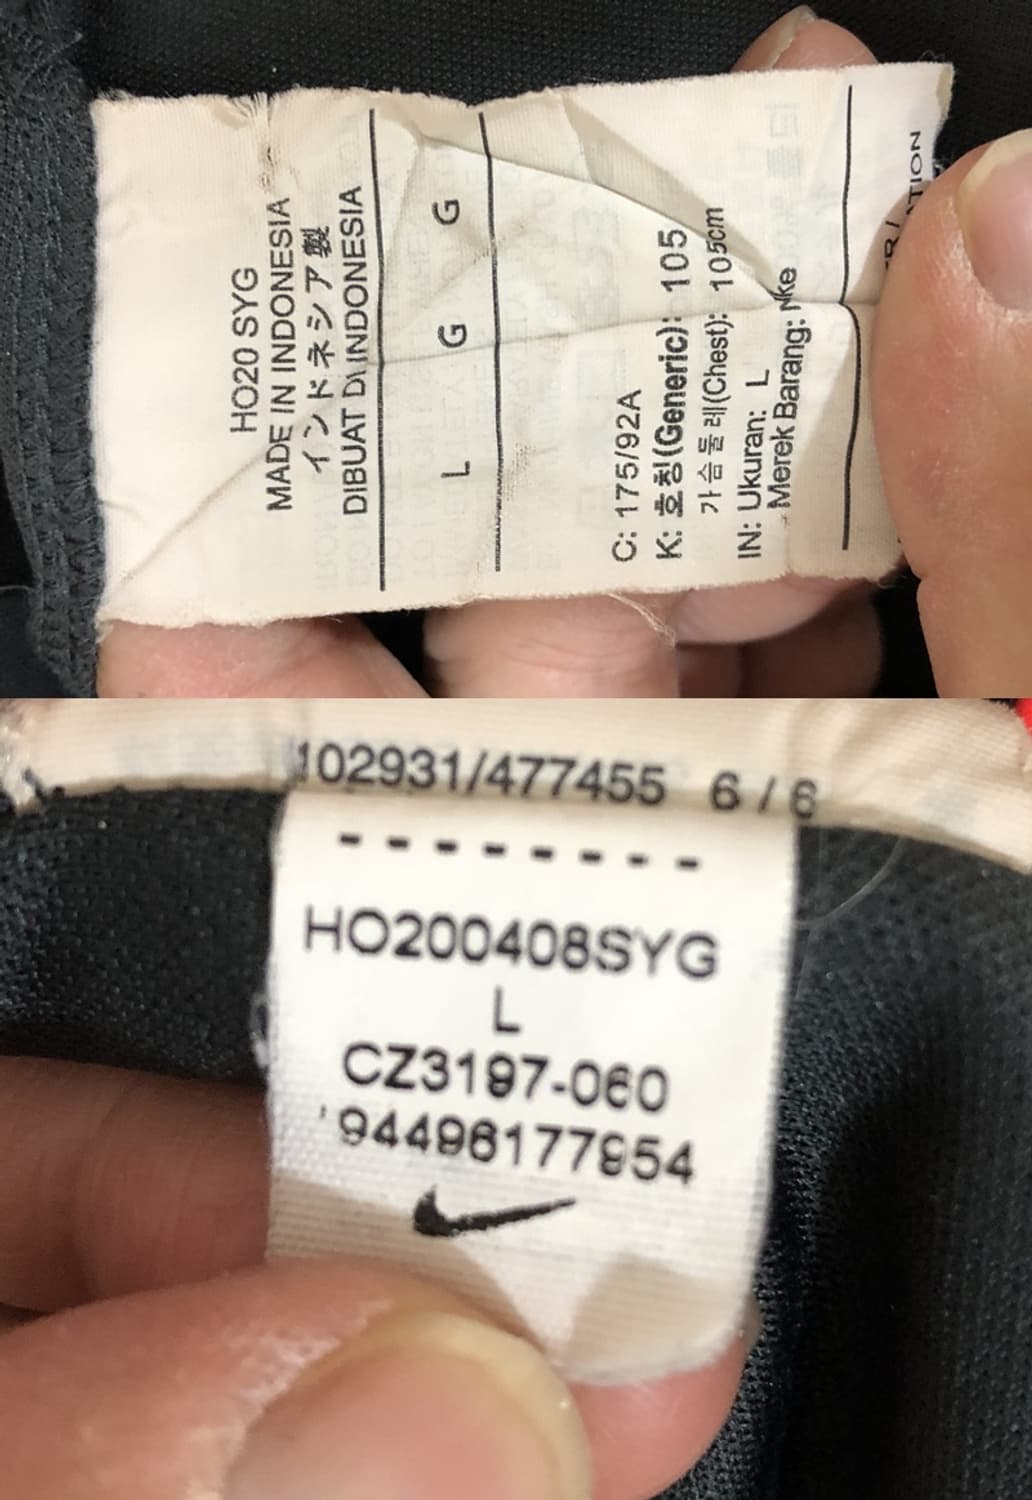 HO20 SYG
MADE IN INDONESIA
インドネシア製
DIBUAT DI INDONESIA
L G G
C: 175/92A
K: 호칭(Generic): 105
가슴둘레(Chest): 105cm
IN: Ukuran: L
Merek Barang: Nike
102931/477455 6 / 6
HO200408SYG
L
CZ3197-060